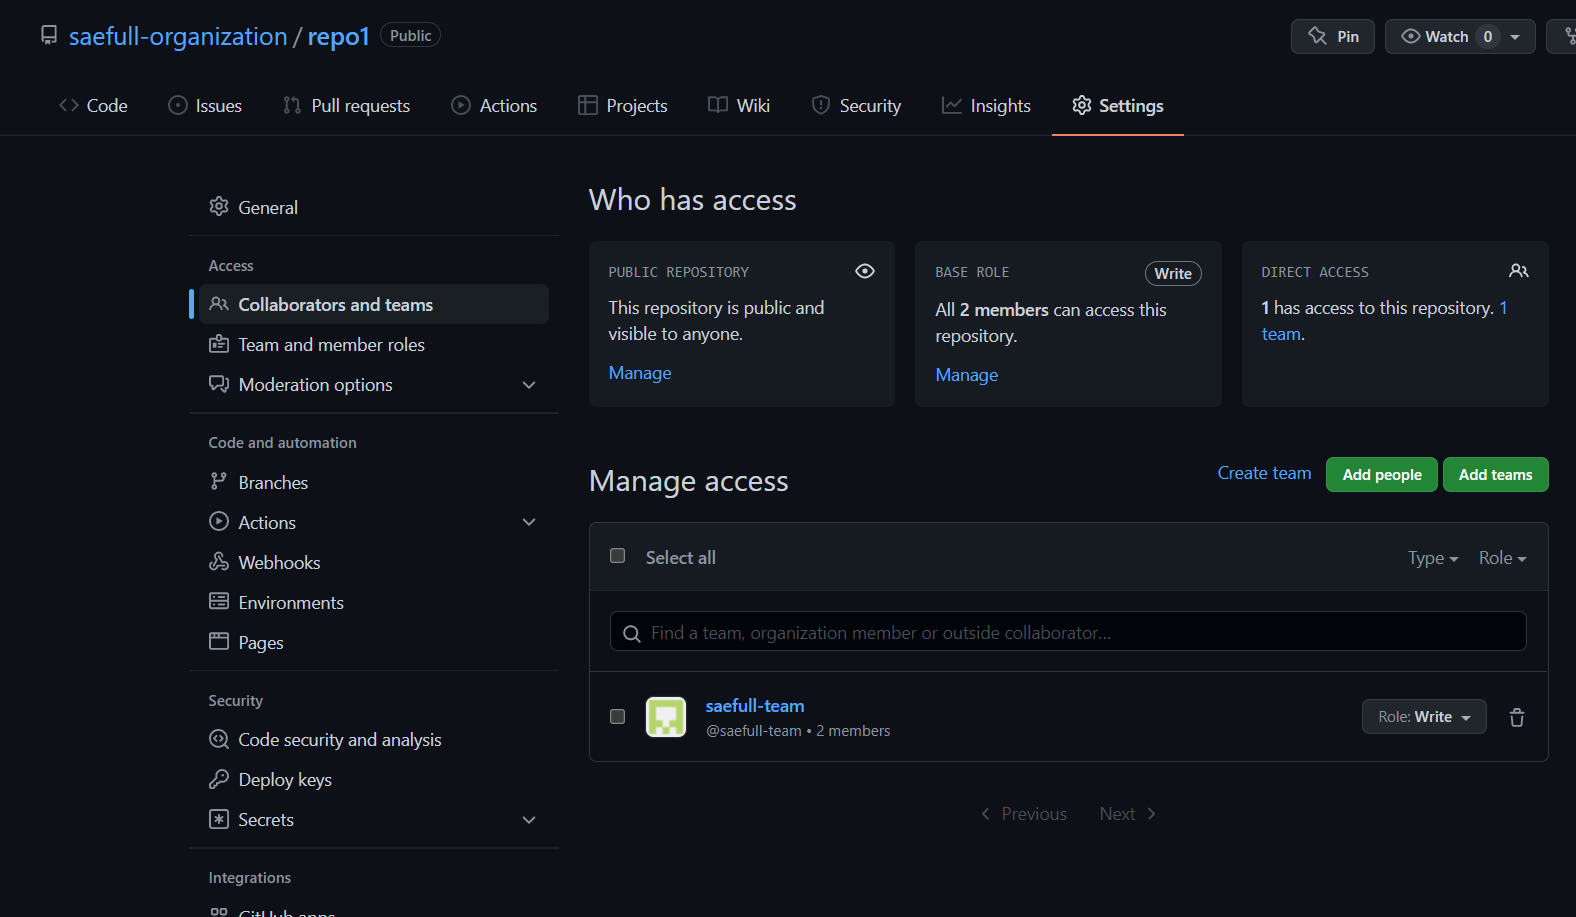 saefull-organization / repo1 Public
Pin
Watch 0
Code
Issues
Pull requests
Actions
Projects
Wiki
Security
Insights
Settings
General
Access
Collaborators and teams
Team and member roles
Moderation options
Code and automation
Branches
Actions
Webhooks
Environments
Pages
Security
Code security and analysis
Deploy keys
Secrets
Integrations
GitHub apps
Who has access
PUBLIC REPOSITORY
This repository is public and
visible to anyone.
Manage
BASE ROLE
Write
All 2 members can access this
repository.
Manage
DIRECT ACCESS
1 has access to this repository. 1
team.
Manage access
Create team
Add people
Add teams
Select all
Type
Role
Find a team, organization member or outside collaborator...
saefull-team
@saefull-team • 2 members
Role: Write
Previous
Next